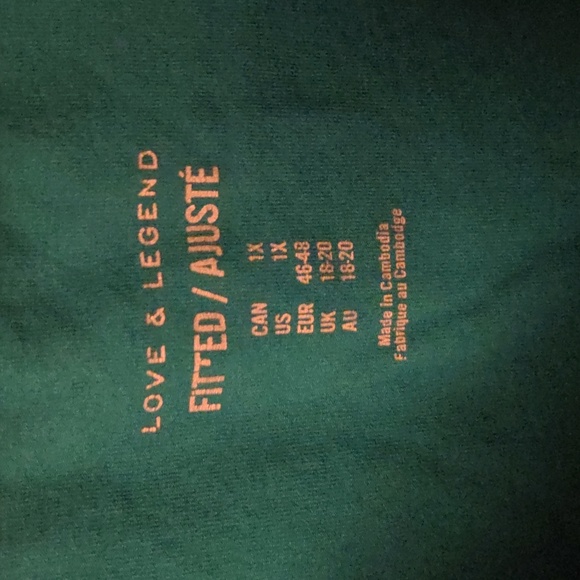 LOVE & LEGEND
FITTED / AJUSTÉ
CAN 1X
US 1X
EUR 46-48
UK 18-20
AU 18-20
Made in Cambodia
Fabrique au Cambodge